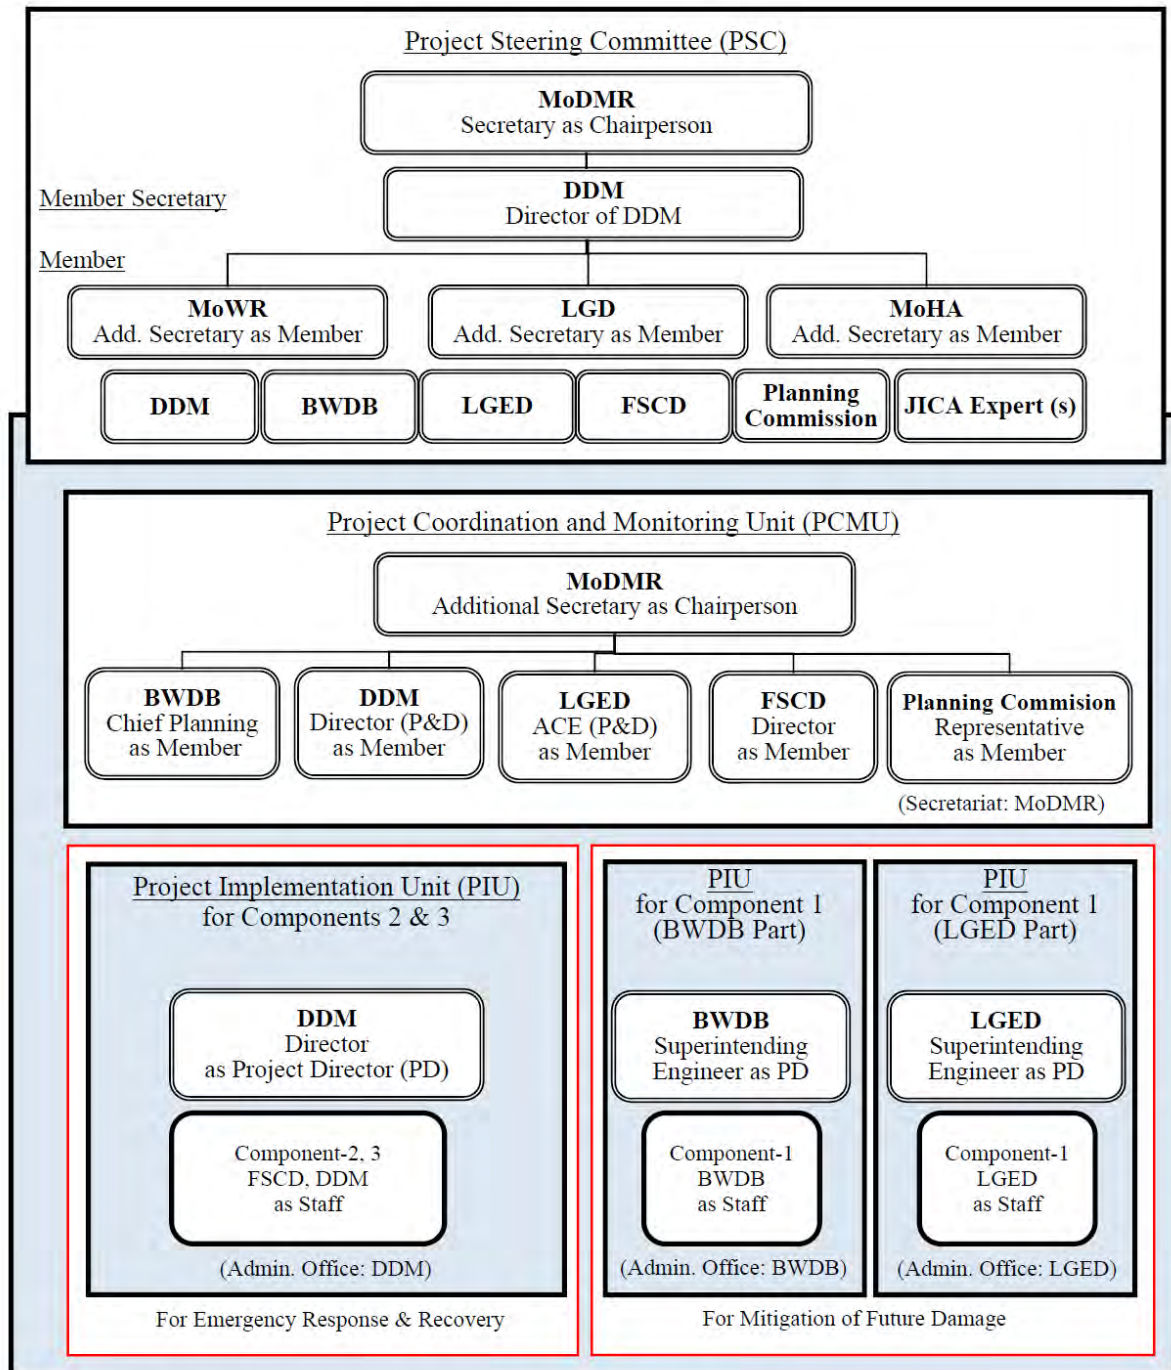 Project Steering Committee (PSC)
MoDMR
Secretary as Chairperson
Member Secretary
DDM
Director of DDM
Member
MoWR
Add. Secretary as Member
LGD
Add. Secretary as Member
MoHA
Add. Secretary as Member
DDM
BWDB
LGED
FSCD
Planning
Commission
JICA Expert (s)
Project Coordination and Monitoring Unit (PCMU)
MoDMR
Additional Secretary as Chairperson
BWDB
Chief Planning
as Member
DDM
Director (P&D)
as Member
LGED
ACE (P&D)
as Member
FSCD
Director
as Member
Planning Commision
Representative
as Member
(Secretariat: MoDMR)
Project Implementation Unit (PIU)
for Components 2 & 3
DDM
Director
as Project Director (PD)
Component-2, 3
FSCD, DDM
as Staff
(Admin. Office: DDM)
For Emergency Response & Recovery
PIU
for Component 1
(BWDB Part)
BWDB
Superintending
Engineer as PD
Component-1
BWDB
as Staff
(Admin. Office: BWDB)
PIU
for Component 1
(LGED Part)
LGED
Superintending
Engineer as PD
Component-1
LGED
as Staff
(Admin. Office: LGED)
For Mitigation of Future Damage